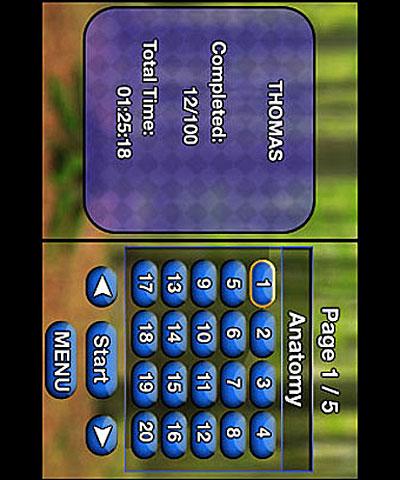 THOMAS
Completed:
12/100
Total Time:
01:25:18
Page 1 / 5
Anatomy
1 2 3 4
5 6 7 8
9 10 11 12
13 14 15 16
17 18 19 20
Start
MENU